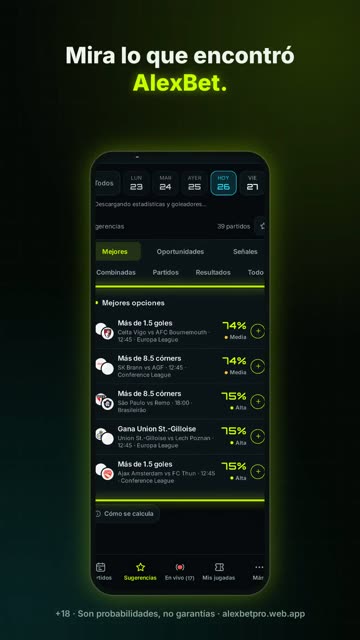 Mira lo que encontró
AlexBet.
Todos
LUN
23
MAR
24
AYER
25
HOY
26
VIE
27
Descargando estadísticas y goleadores...
gerencias
39 partidos
Mejores
Oportunidades
Señales
Combinadas
Partidos
Resultados
Todo
Mejores opciones
Más de 1.5 goles
Celta Vigo vs AFC Bournemouth ·
12:45 · Europa League
74%
Media
+
Más de 8.5 córners
SK Brann vs AGF · 12:45 ·
Conference League
74%
Media
+
Más de 8.5 córners
São Paulo vs Remo · 18:00 ·
Brasileirão
75%
Alta
+
Gana Union St.-Gilloise
Union St.-Gilloise vs Lech Poznan ·
12:45 · Europa League
75%
Alta
+
Más de 1.5 goles
Ajax Amsterdam vs FC Thun · 12:45
· Conference League
75%
Alta
+
Cómo se calcula
rtidos
Sugerencias
En vivo (17)
Mis jugadas
Más
+18 · Son probabilidades, no garantías · alexbetpro.web.app